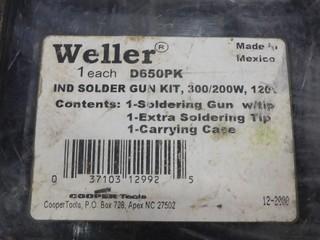 Weller®
Made in
Mexico
1 each D650PK
IND SOLDER GUN KIT, 300/200W, 120V
Contents: 1-Soldering Gun w/tip
1-Extra Soldering Tip
1-Carrying Case
0 37103 12992 5
COOPER Tools
CooperTools, P.O. Box 728, Apex NC 27502
12-2000